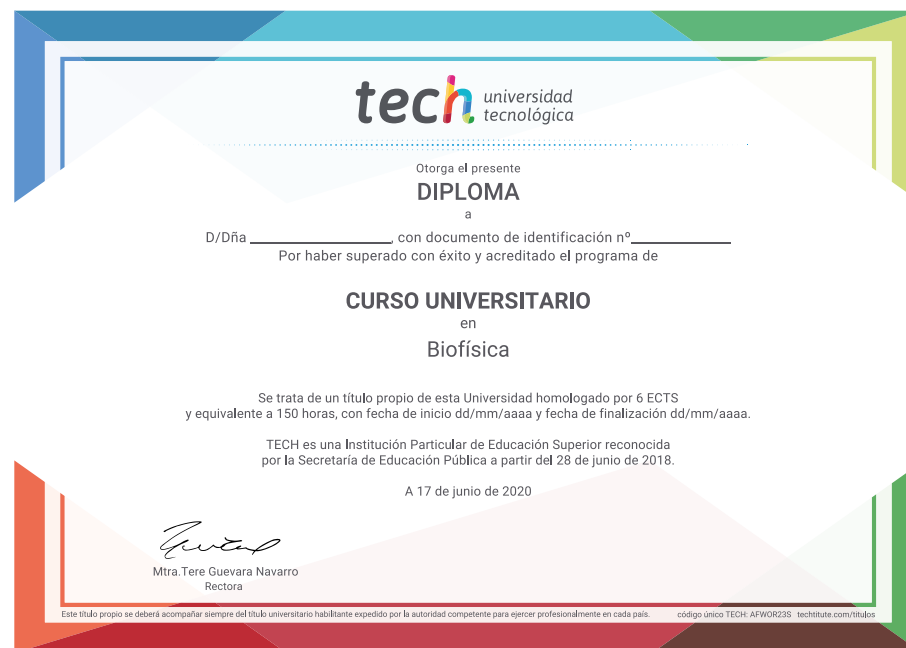 tech universidad
tecnológica
Otorga el presente
DIPLOMA
a
D/Dña ____________________, con documento de identificación nº______________
Por haber superado con éxito y acreditado el programa de
CURSO UNIVERSITARIO
en
Biofísica
Se trata de un título propio de esta Universidad homologado por 6 ECTS
y equivalente a 150 horas, con fecha de inicio dd/mm/aaaa y fecha de finalización dd/mm/aaaa.
TECH es una Institución Particular de Educación Superior reconocida
por la Secretaría de Educación Pública a partir del 28 de junio de 2018.
A 17 de junio de 2020
Mtra.Tere Guevara Navarro
Rectora
Este título propio se deberá acompañar siempre del título universitario habilitante expedido por la autoridad competente para ejercer profesionalmente en cada país. código único TECH: AFWOR23S techtitute.com/títulos